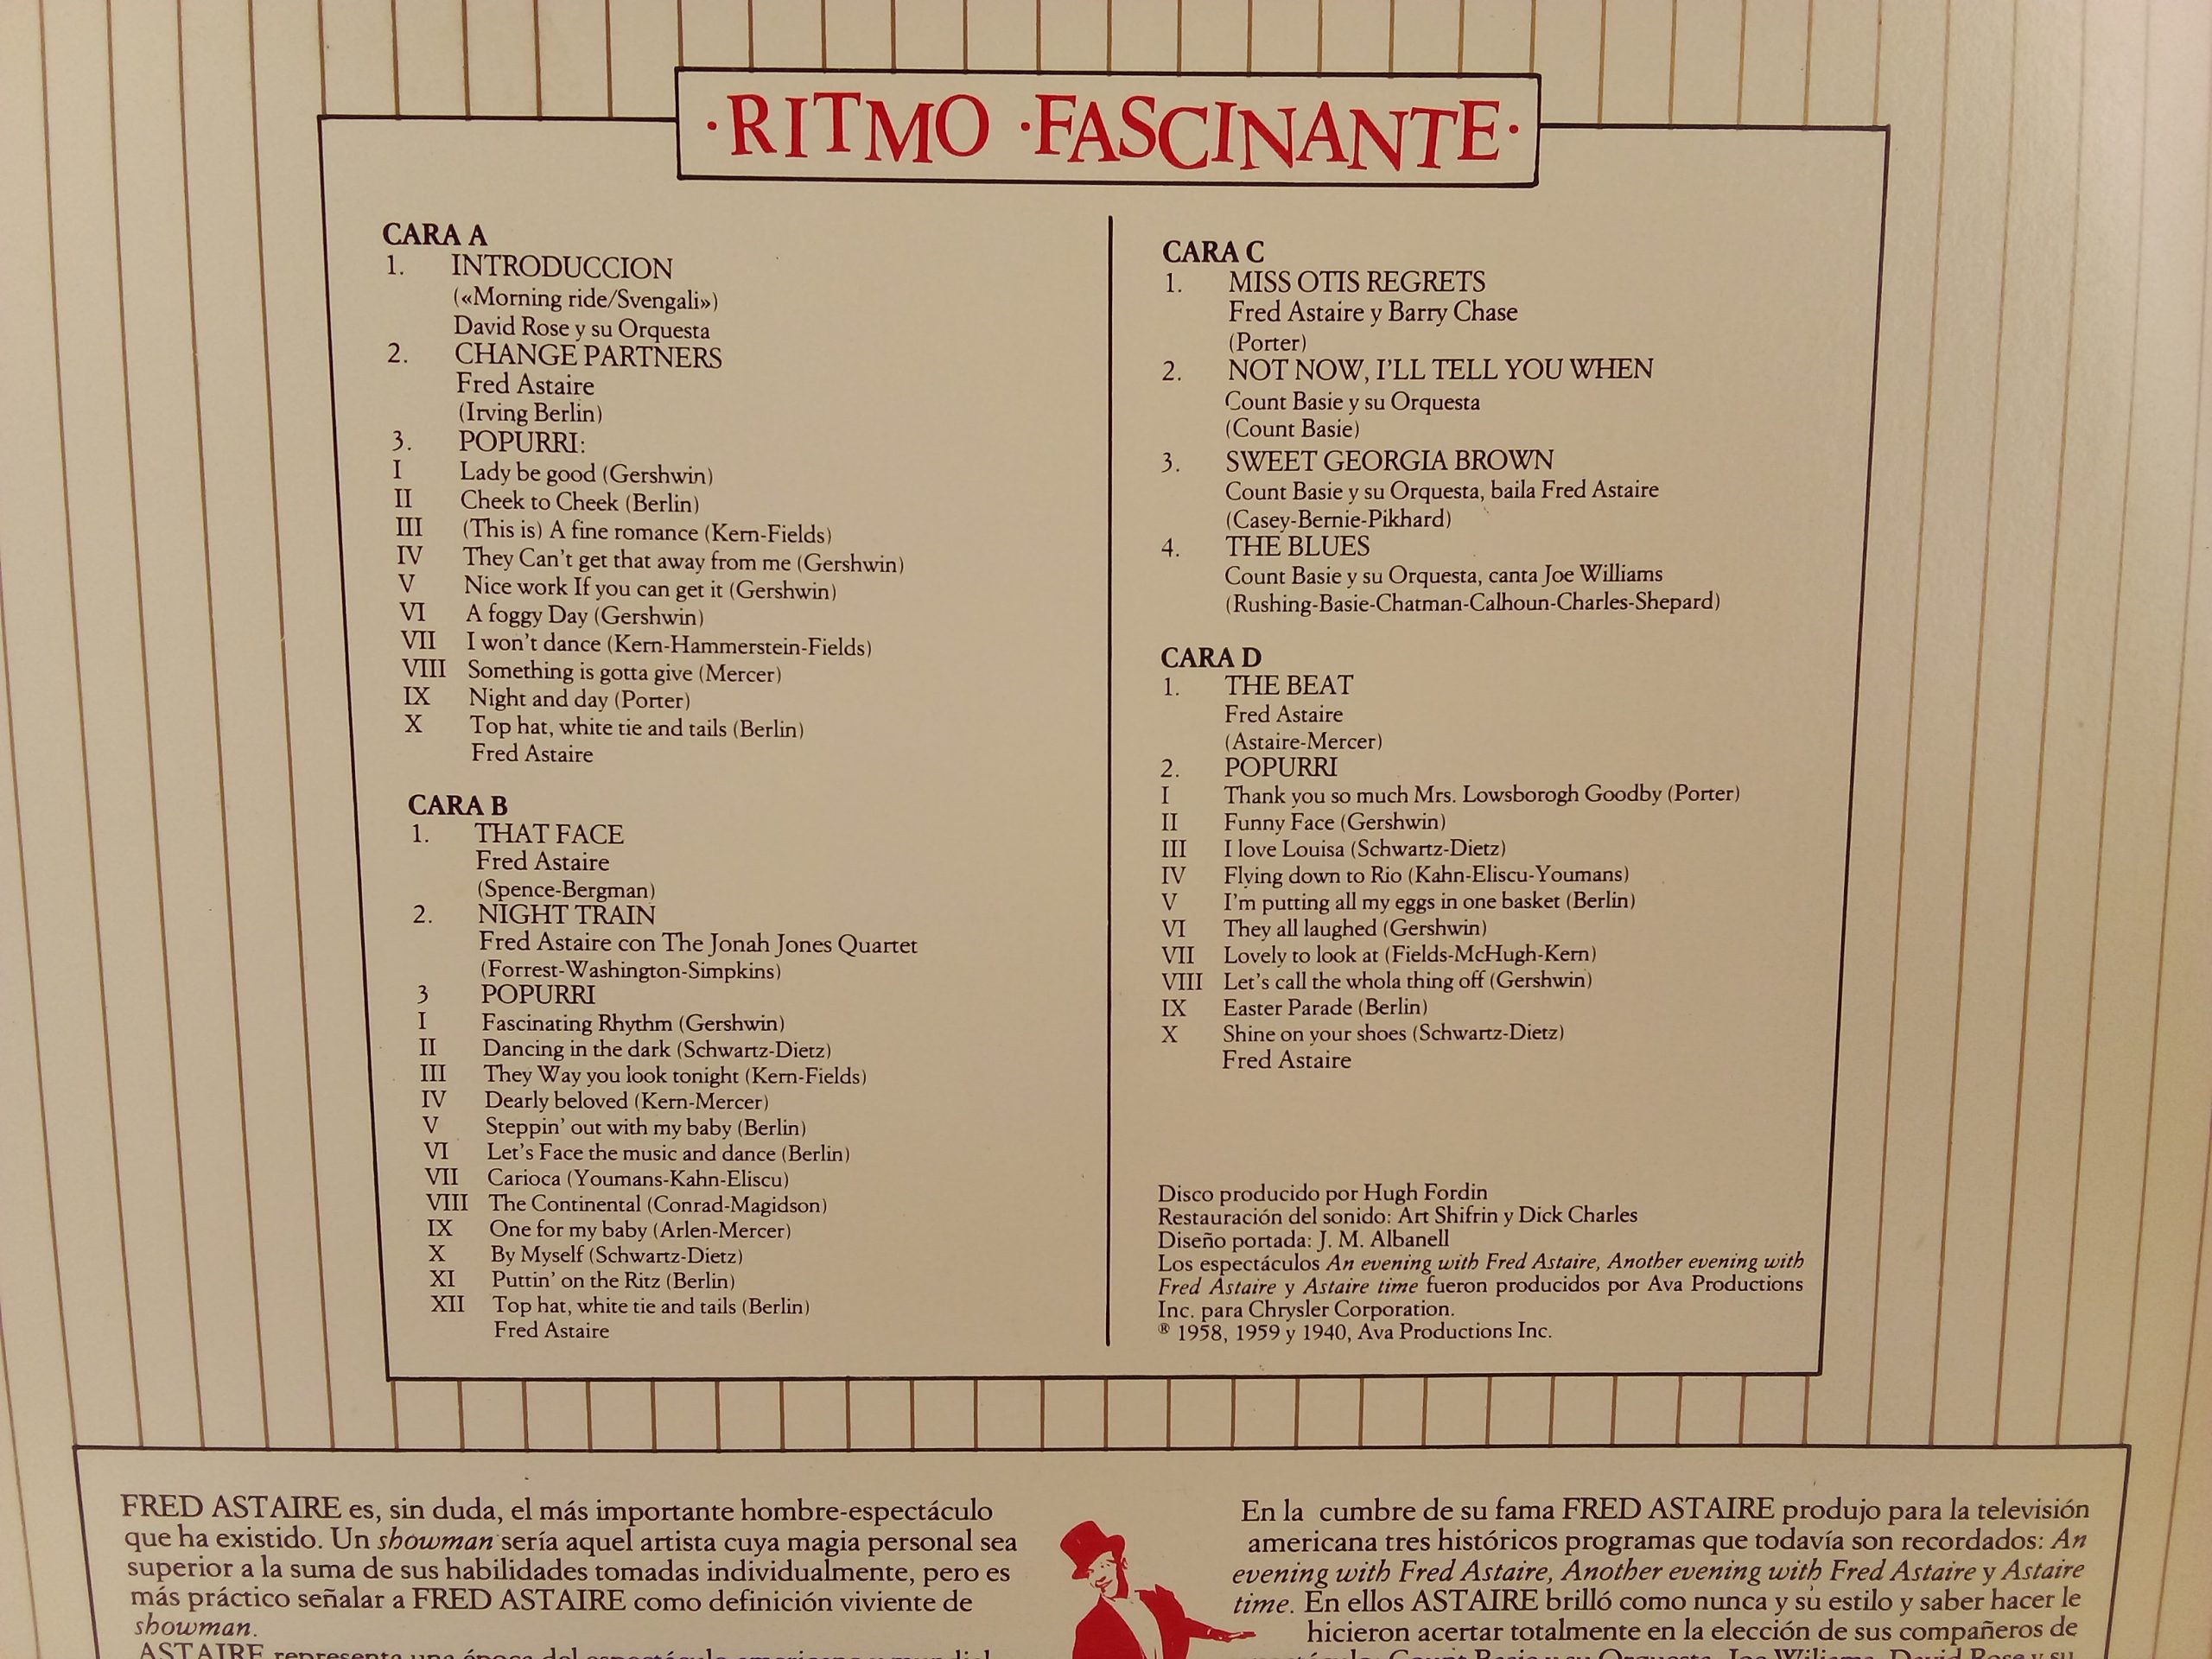 ·RITMO ·FASCINANTE·
CARA A
1. INTRODUCCION
(«Morning ride/Svengali»)
David Rose y su Orquesta
2. CHANGE PARTNERS
Fred Astaire
(Irving Berlin)
3. POPURRI:
I Lady be good (Gershwin)
II Cheek to Cheek (Berlin)
III (This is) A fine romance (Kern-Fields)
IV They Can't get that away from me (Gershwin)
V Nice work If you can get it (Gershwin)
VI A foggy Day (Gershwin)
VII I won't dance (Kern-Hammerstein-Fields)
VIII Something is gotta give (Mercer)
IX Night and day (Porter)
X Top hat, white tie and tails (Berlin)
Fred Astaire
CARA B
1. THAT FACE
Fred Astaire
(Spence-Bergman)
2. NIGHT TRAIN
Fred Astaire con The Jonah Jones Quartet
(Forrest-Washington-Simpkins)
3 POPURRI
I Fascinating Rhythm (Gershwin)
II Dancing in the dark (Schwartz-Dietz)
III They Way you look tonight (Kern-Fields)
IV Dearly beloved (Kern-Mercer)
V Steppin' out with my baby (Berlin)
VI Let's Face the music and dance (Berlin)
VII Carioca (Youmans-Kahn-Eliscu)
VIII The Continental (Conrad-Magidson)
IX One for my baby (Arlen-Mercer)
X By Myself (Schwartz-Dietz)
XI Puttin' on the Ritz (Berlin)
XII Top hat, white tie and tails (Berlin)
Fred Astaire
CARA C
1. MISS OTIS REGRETS
Fred Astaire y Barry Chase
(Porter)
2. NOT NOW, I'LL TELL YOU WHEN
Count Basie y su Orquesta
(Count Basie)
3. SWEET GEORGIA BROWN
Count Basie y su Orquesta, baila Fred Astaire
(Casey-Bernie-Pikhard)
4. THE BLUES
Count Basie y su Orquesta, canta Joe Williams
(Rushing-Basie-Chatman-Calhoun-Charles-Shepard)
CARA D
1. THE BEAT
Fred Astaire
(Astaire-Mercer)
2. POPURRI
I Thank you so much Mrs. Lowsborogh Goodby (Porter)
II Funny Face (Gershwin)
III I love Louisa (Schwartz-Dietz)
IV Flying down to Rio (Kahn-Eliscu-Youmans)
V I'm putting all my eggs in one basket (Berlin)
VI They all laughed (Gershwin)
VII Lovely to look at (Fields-McHugh-Kern)
VIII Let's call the whola thing off (Gershwin)
IX Easter Parade (Berlin)
X Shine on your shoes (Schwartz-Dietz)
Fred Astaire
Disco producido por Hugh Fordin
Restauración del sonido: Art Shifrin y Dick Charles
Diseño portada: J. M. Albanell
Los espectáculos An evening with Fred Astaire, Another evening with
Fred Astaire y Astaire time fueron producidos por Ava Productions
Inc. para Chrysler Corporation.
® 1958, 1959 y 1940, Ava Productions Inc.
FRED ASTAIRE es, sin duda, el más importante hombre-espectáculo
que ha existido. Un showman sería aquel artista cuya magia personal sea
superior a la suma de sus habilidades tomadas individualmente, pero es
más práctico señalar a FRED ASTAIRE como definición viviente de
showman.
ASTAIRE representa una época del espectáculo americano y mundial
En la cumbre de su fama FRED ASTAIRE produjo para la televisión
americana tres históricos programas que todavía son recordados: An
evening with Fred Astaire, Another evening with Fred Astaire y Astaire
time. En ellos ASTAIRE brilló como nunca y su estilo y saber hacer le
hicieron acertar totalmente en la elección de sus compañeros de
Count Basie y su Orquesta, Joe Wiliams, David Rose y su